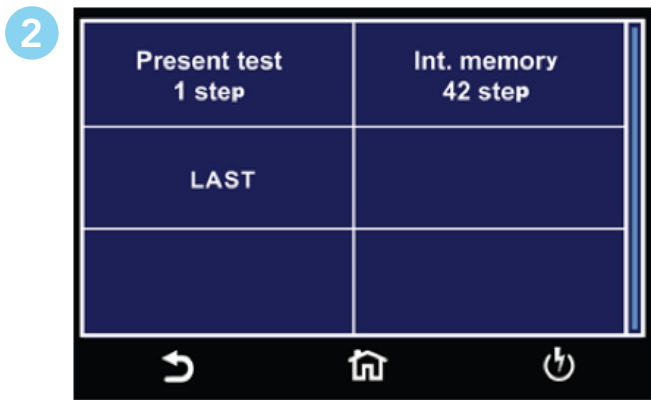 2
Present test
1 step
Int. memory
42 step
LAST